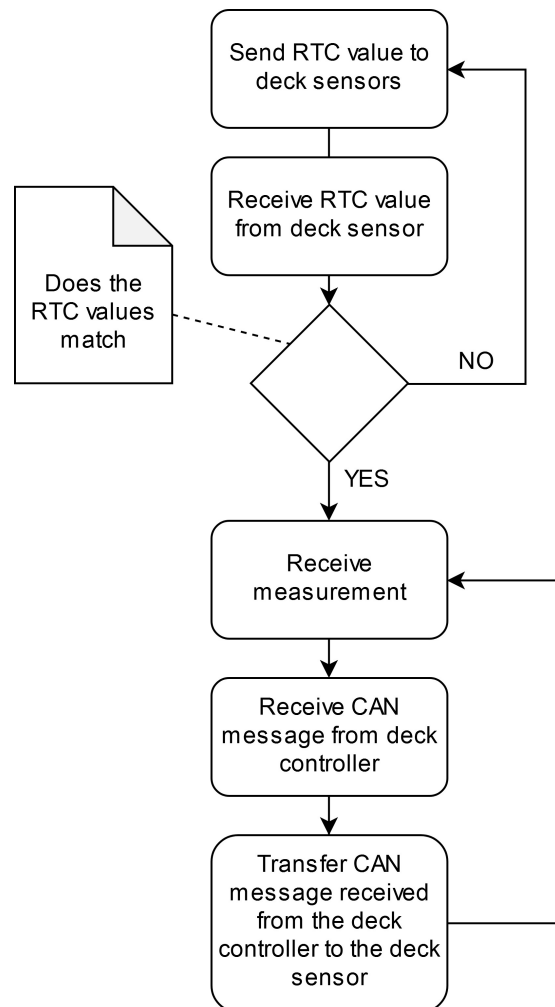 Send RTC value to
deck sensors
Receive RTC value
from deck sensor
Does the
RTC values
match
NO
YES
Receive
measurement
Receive CAN
message from deck
controller
Transfer CAN
message received
from the deck
controller to the deck
sensor